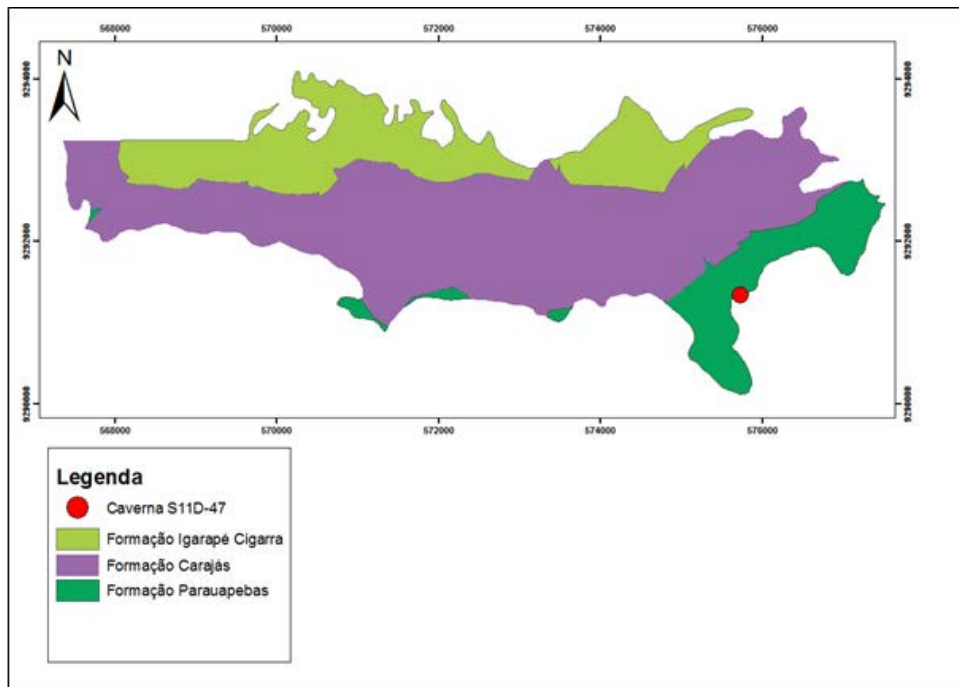 568000 570000 572000 574000 576000
N
9294000 9294000
9292000 9292000
9290000 9290000
568000 570000 572000 574000 576000
Legenda
Caverna S11D-47
Formação Igarapé Cigarra
Formação Carajás
Formação Parauapebas